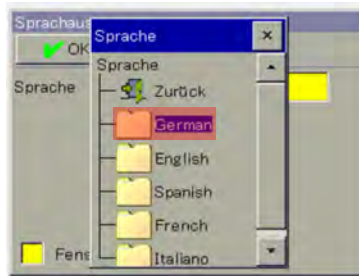 Sprachaus
OK
Sprache
Fens
Sprache
Sprache
Zurück
German
English
Spanish
French
Italiano